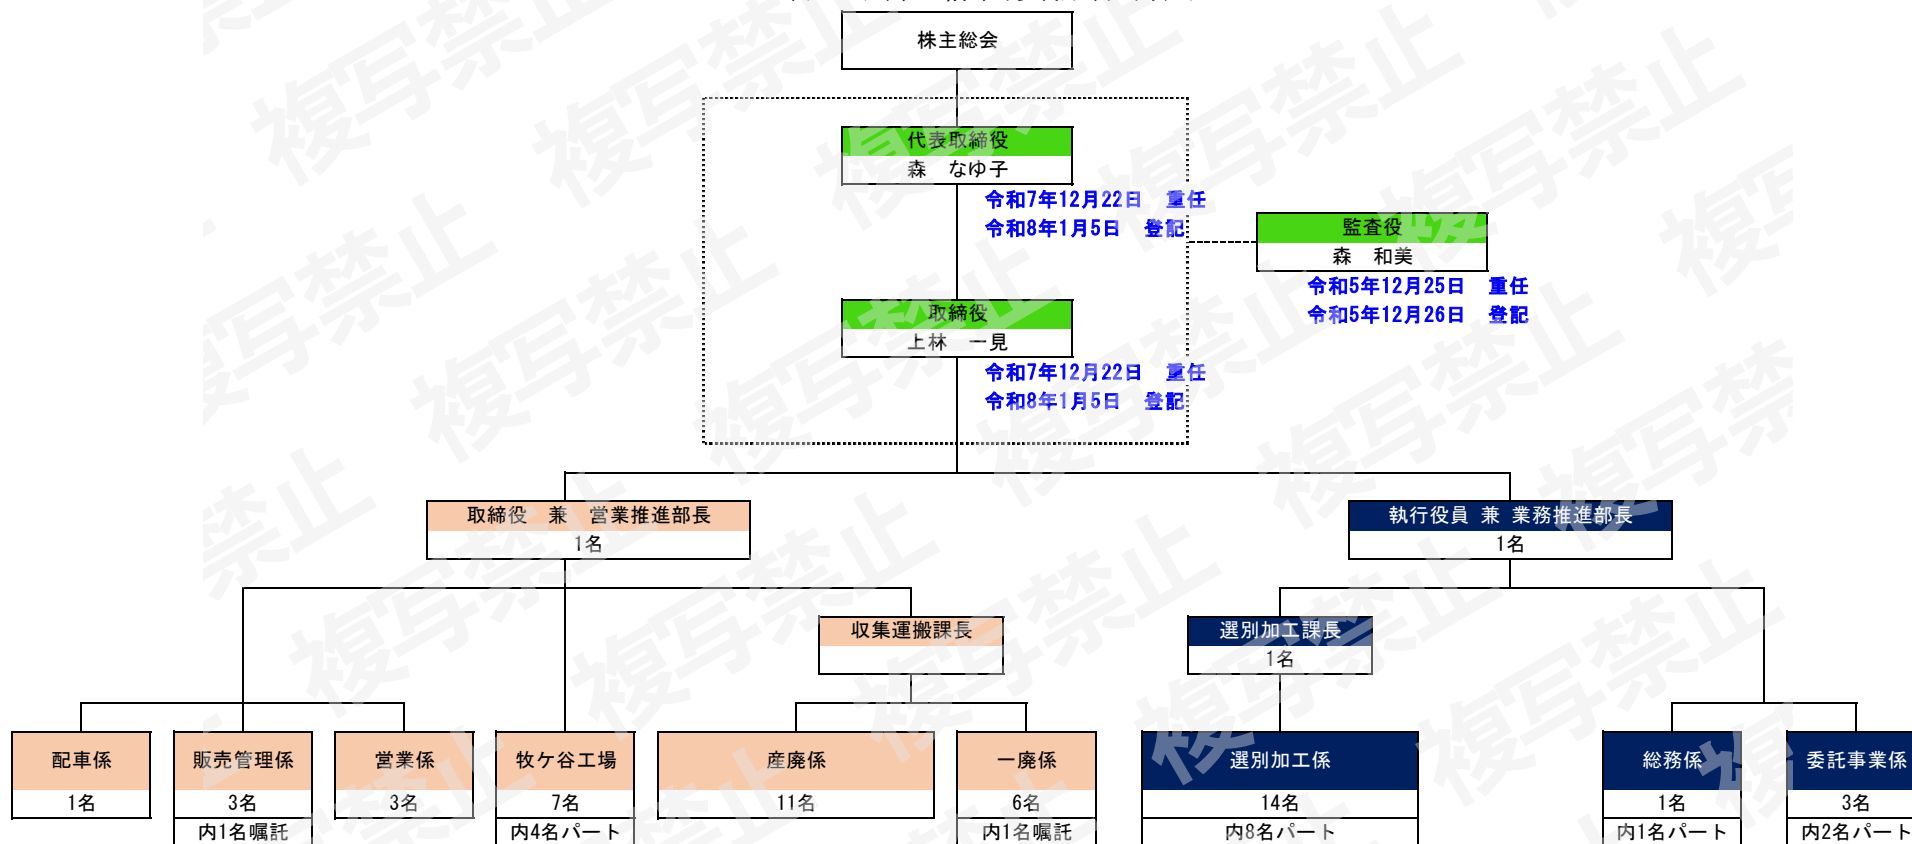 株主総会
代表取締役
森　なゆ子
令和7年12月22日　重任
令和8年1月5日　登記
監査役
森　和美
令和5年12月25日　重任
令和5年12月26日　登記
取締役
上林　一見
令和7年12月22日　重任
令和8年1月5日　登記
取締役　兼　営業推進部長
1名
執行役員 兼 業務推進部長
1名
収集運搬課長
選別加工課長
1名
配車係
1名
販売管理係
3名
内1名嘱託
営業係
3名
牧ケ谷工場
7名
内4名パート
産廃係
11名
一廃係
6名
内1名嘱託
選別加工係
14名
内8名パート
総務係
1名
内1名パート
委託事業係
3名
内2名パート
複写禁止